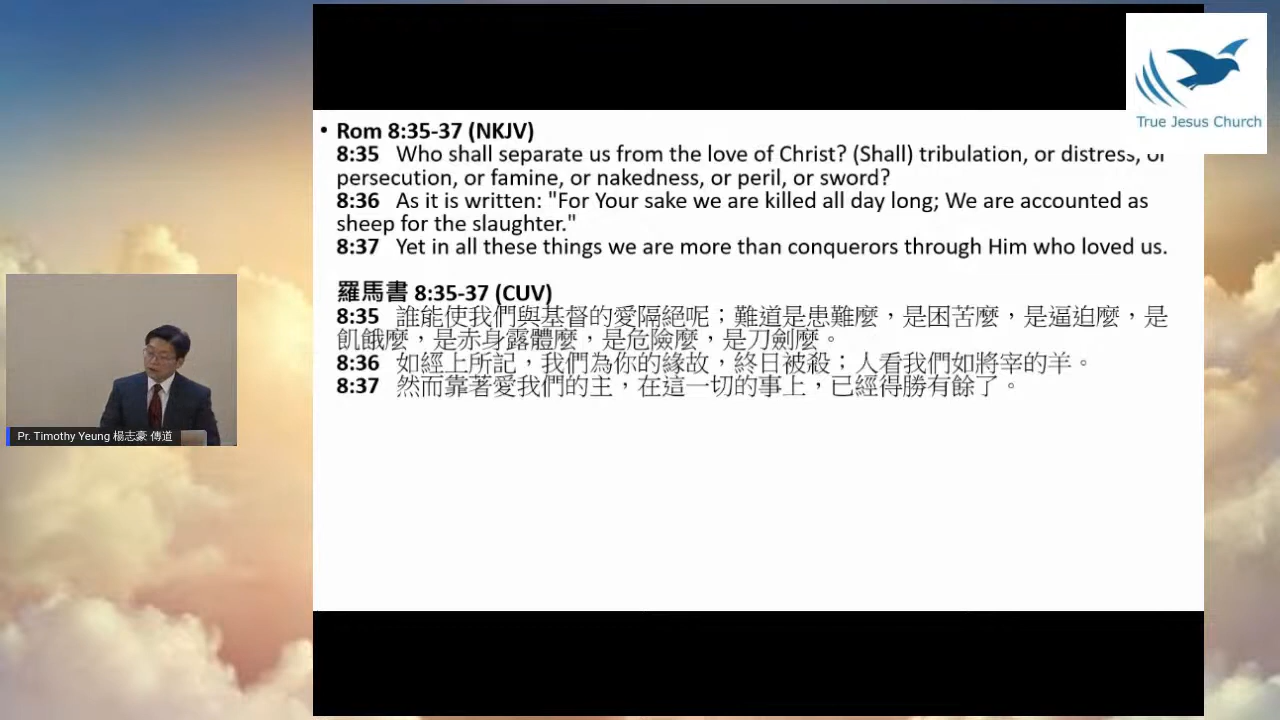 True Jesus Church
• Rom 8:35-37 (NKJV)
8:35 Who shall separate us from the love of Christ? (Shall) tribulation, or distress, or
persecution, or famine, or nakedness, or peril, or sword?
8:36 As it is written: "For Your sake we are killed all day long; We are accounted as
sheep for the slaughter."
8:37 Yet in all these things we are more than conquerors through Him who loved us.
羅馬書 8:35-37 (CUV)
8:35 誰能使我們與基督的愛隔絕呢；難道是患難麼，是困苦麼，是逼迫麼，是
飢餓麼，是赤身露體麼，是危險麼，是刀劍麼。
8:36 如經上所記，我們為你的緣故，終日被殺；人看我們如將宰的羊。
8:37 然而靠著愛我們的主，在這一切的事上，已經得勝有餘了。
Pr. Timothy Yeung 楊志豪 傳道